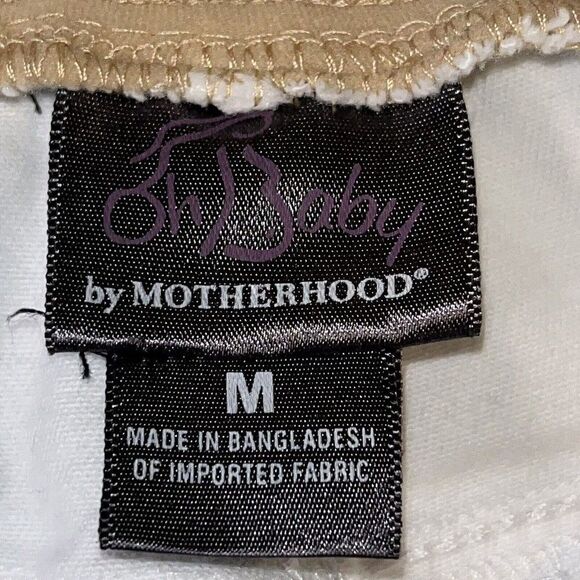 Oh Baby
by MOTHERHOOD®
M
MADE IN BANGLADESH
OF IMPORTED FABRIC